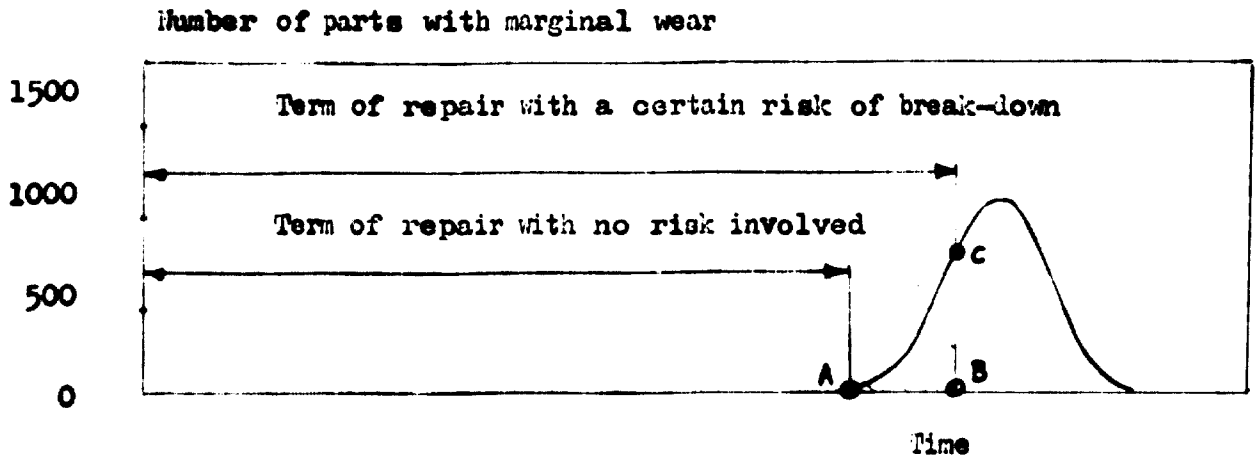 Number of parts with marginal wear
1500
Term of repair with a certain risk of break-down
1000
Term of repair with no risk involved
C
500
A
B
0
Time